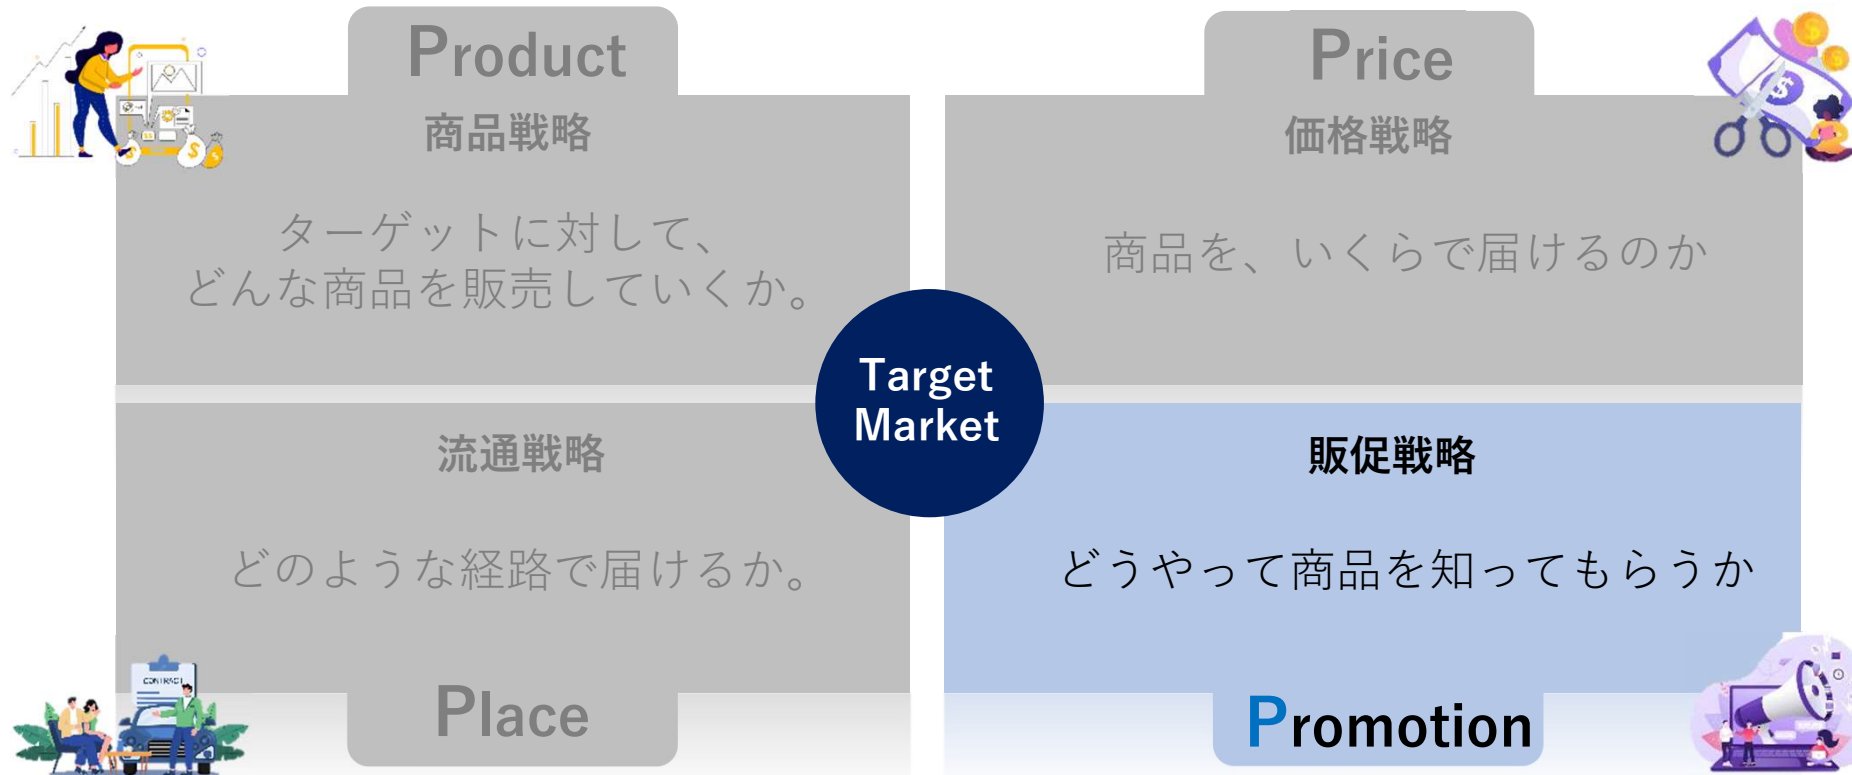 Product
商品戦略
ターゲットに対して、
どんな商品を販売していくか。
Price
価格戦略
商品を、いくらで届けるのか
Target
Market
流通戦略
どのような経路で届けるか。
Place
販促戦略
どうやって商品を知ってもらうか
Promotion
CONTRACT